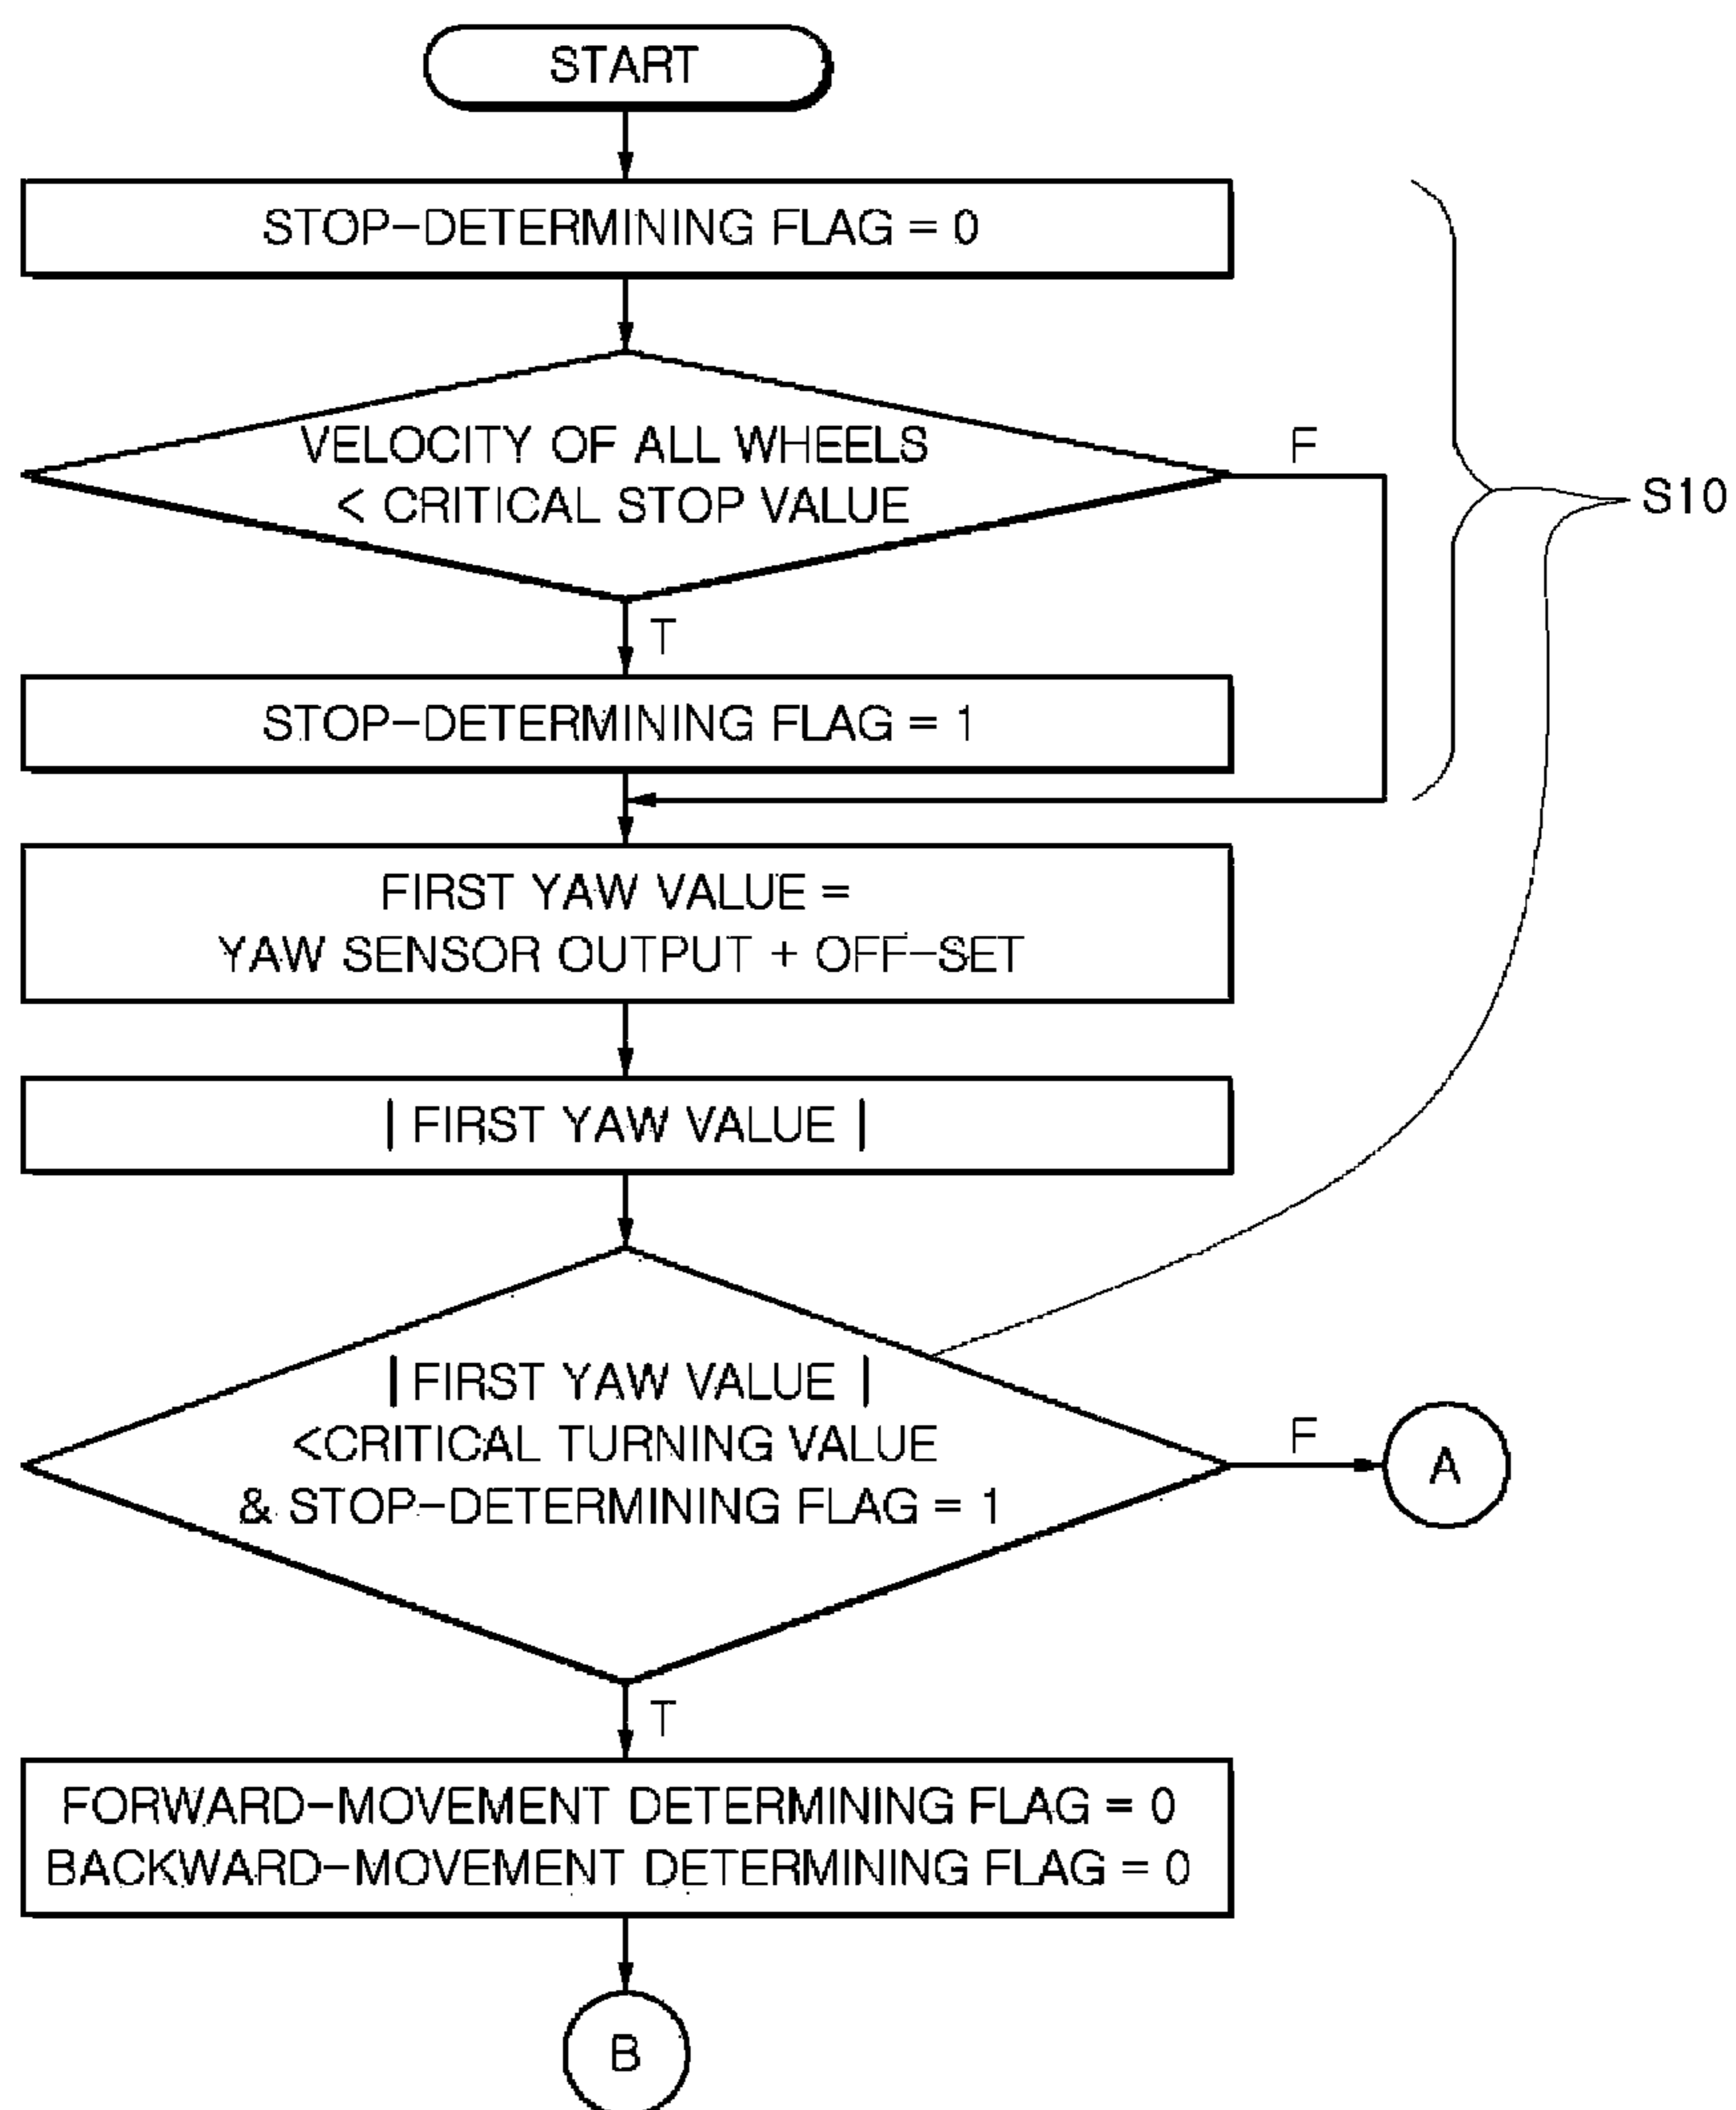 START
STOP-DETERMINING FLAG = 0
VELOCITY OF ALL WHEELS
< CRITICAL STOP VALUE
F
S10
T
STOP-DETERMINING FLAG = 1
FIRST YAW VALUE =
YAW SENSOR OUTPUT + OFF-SET
| FIRST YAW VALUE |
| FIRST YAW VALUE |
<CRITICAL TURNING VALUE
& STOP-DETERMINING FLAG = 1
F
A
T
FORWARD-MOVEMENT DETERMINING FLAG = 0
BACKWARD-MOVEMENT DETERMINING FLAG = 0
B